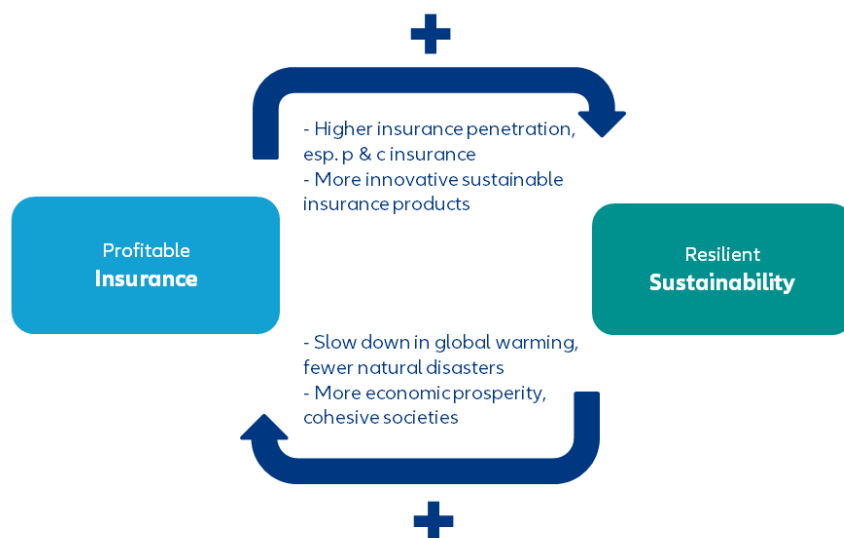 - Higher insurance penetration,
esp. p & c insurance
- More innovative sustainable
insurance products
Profitable
Insurance
Resilient
Sustainability
- Slow down in global warming,
fewer natural disasters
- More economic prosperity,
cohesive societies